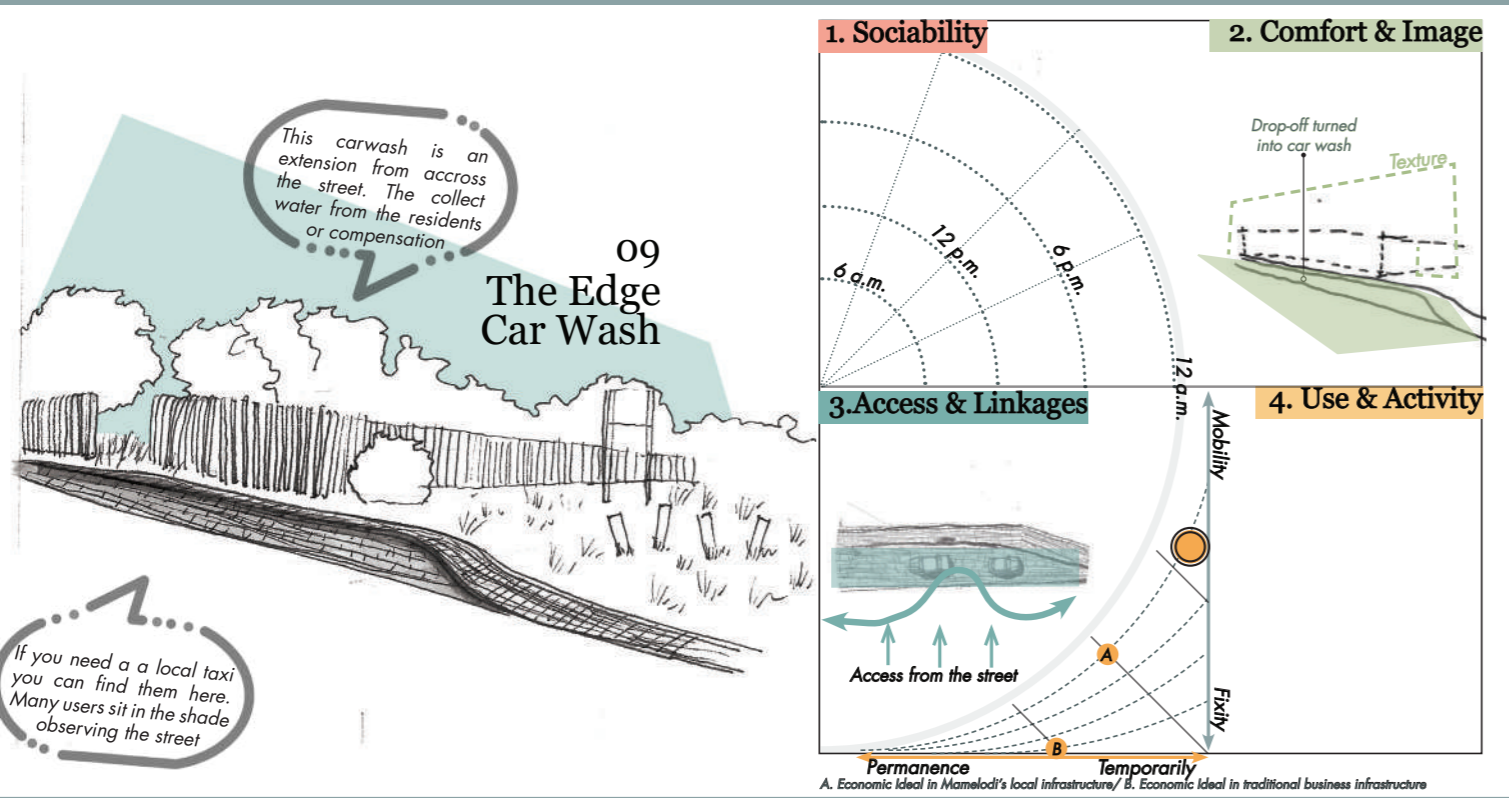 This carwash is an
extension from accross
the street. The collect
water from the residents
or compensation
09
The Edge
Car Wash
If you need a a local taxi
you can find them here.
Many users sit in the shade
observing the street
1. Sociability
6 a.m.
12 p.m.
6 p.m.
12 a.m.
2. Comfort & Image
Drop-off turned
into car wash
Texture
3.Access & Linkages
Access from the street
4. Use & Activity
Mobility
Fixity
A
B
Permanence
Temporarily
A. Economic Ideal in Mamelodi's local infrastructure/ B. Economic Ideal in traditional business infrastructure